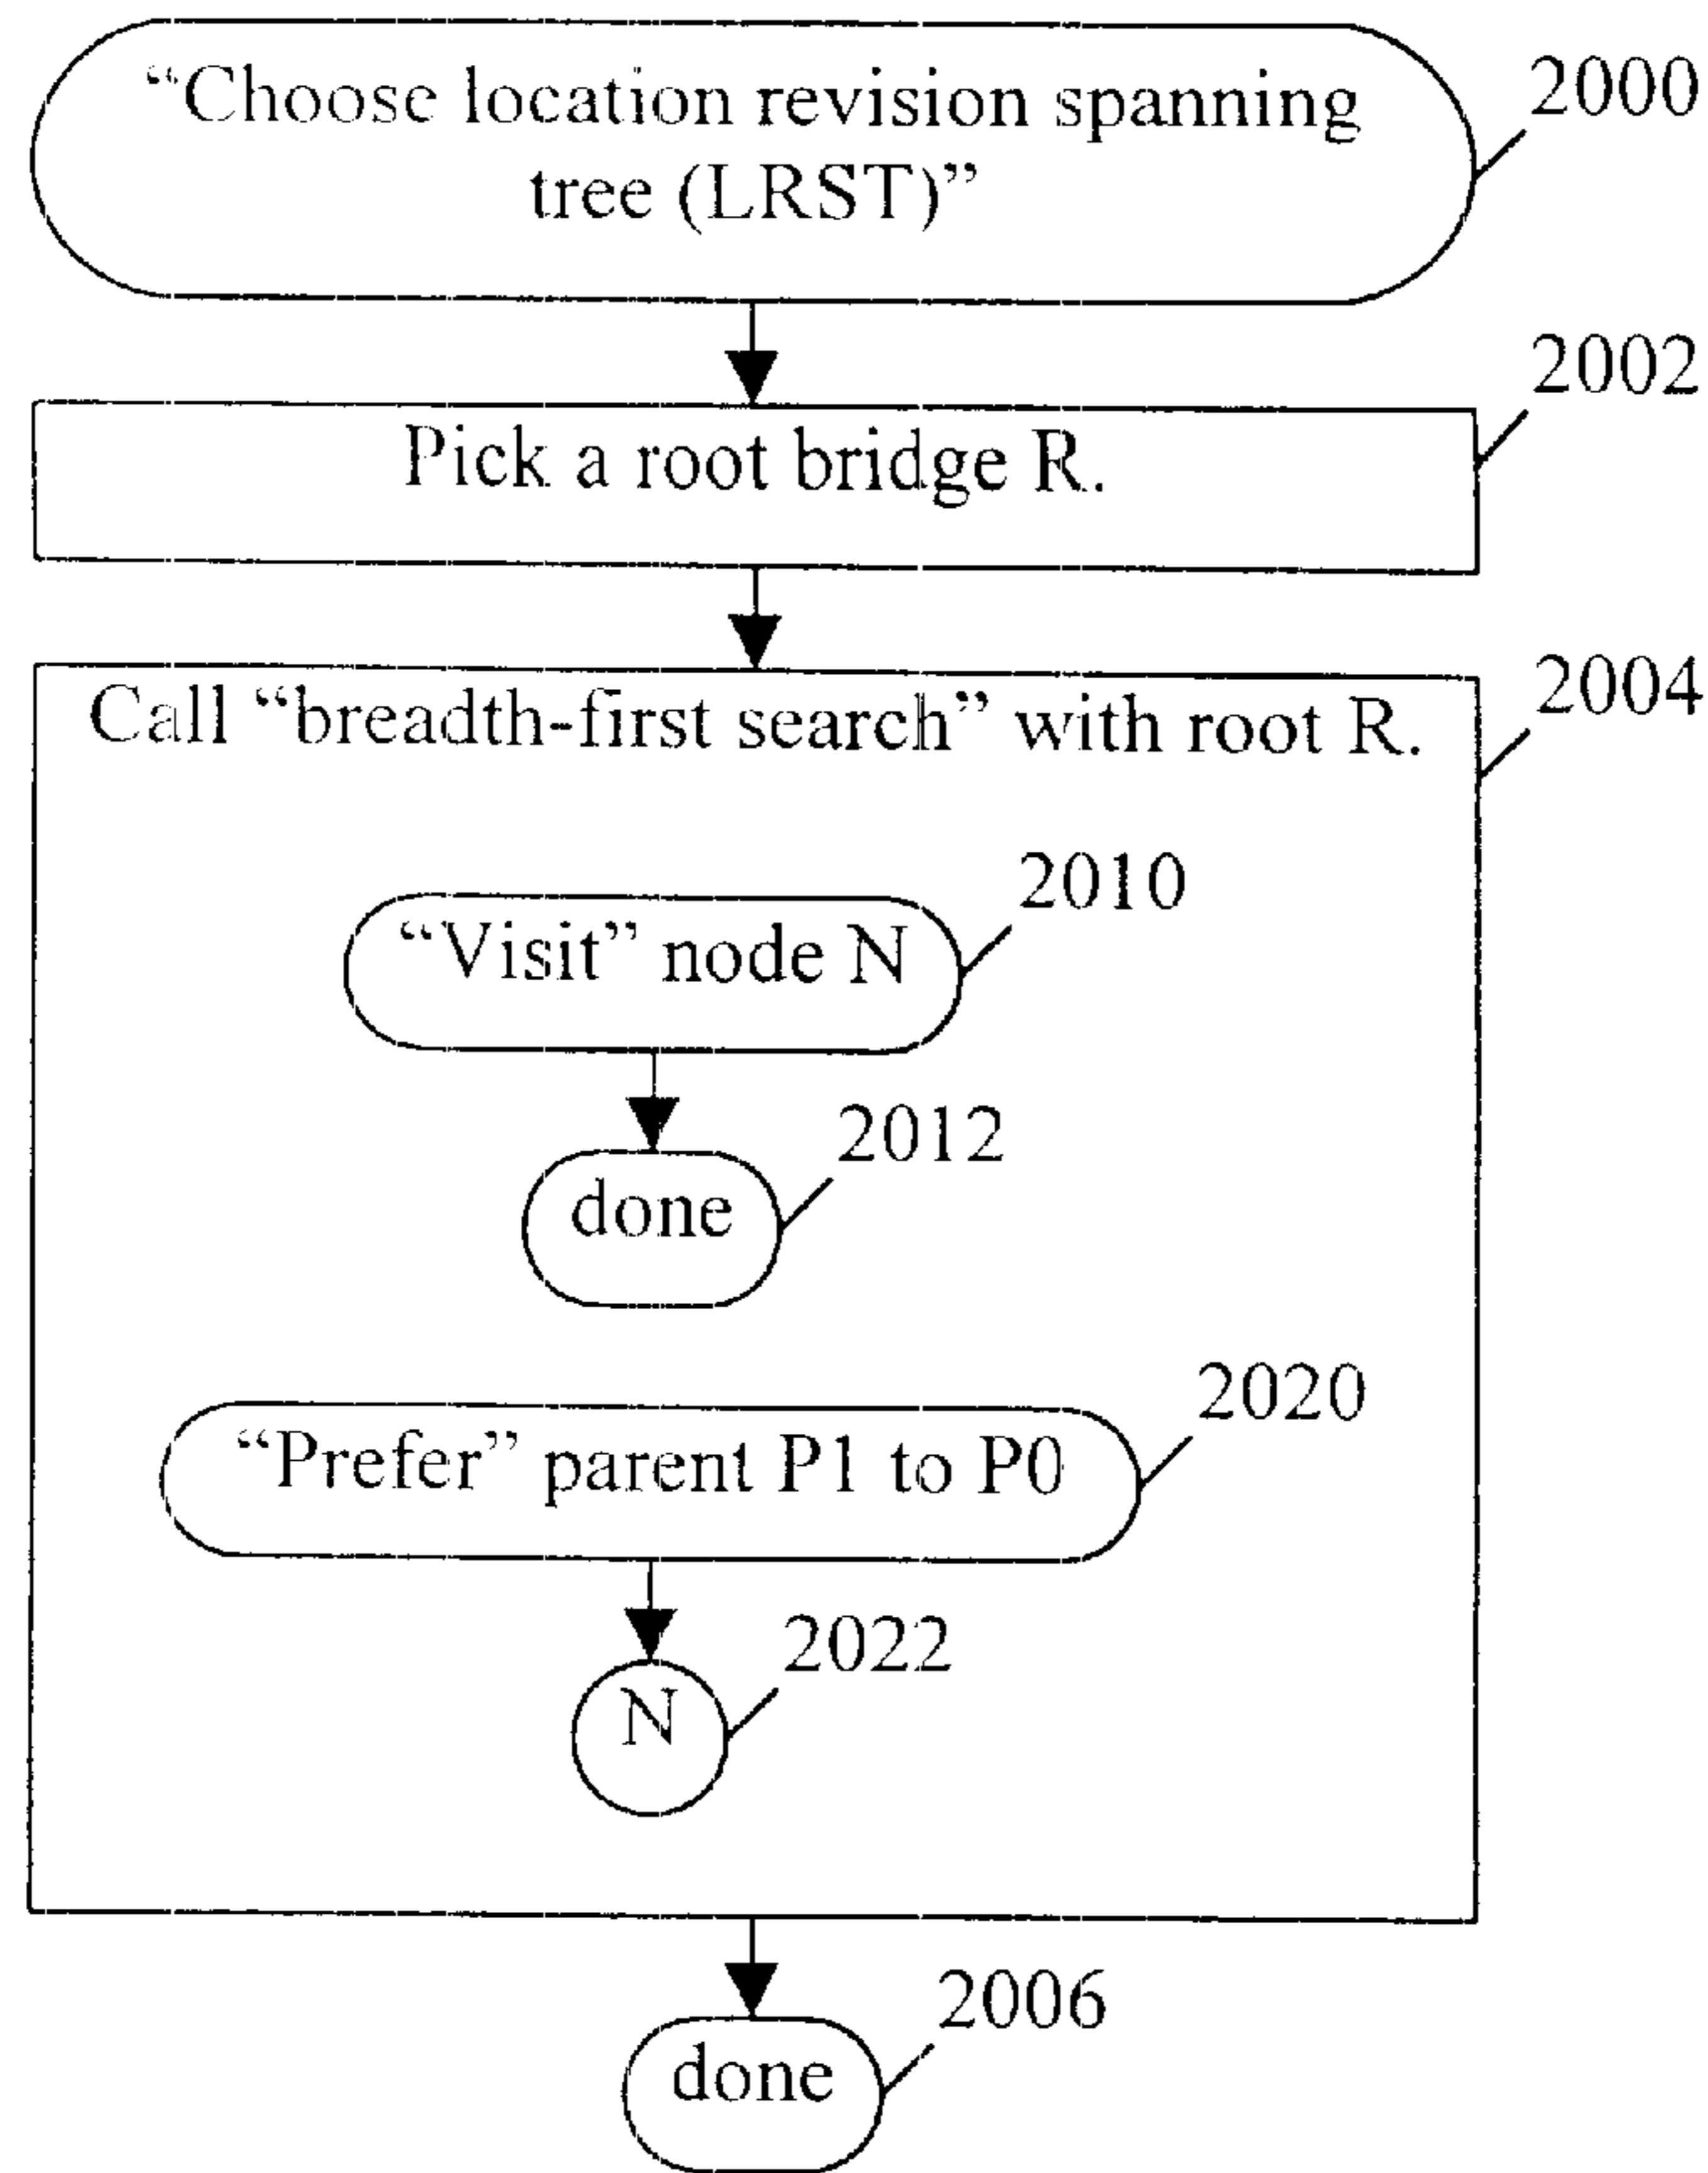 “Choose location revision spanning
tree (LRST)”
2000
Pick a root bridge R.
2002
Call “breadth-first search” with root R.
2004
“Visit” node N
2010
done
2012
“Prefer” parent P1 to P0
2020
N
2022
done
2006